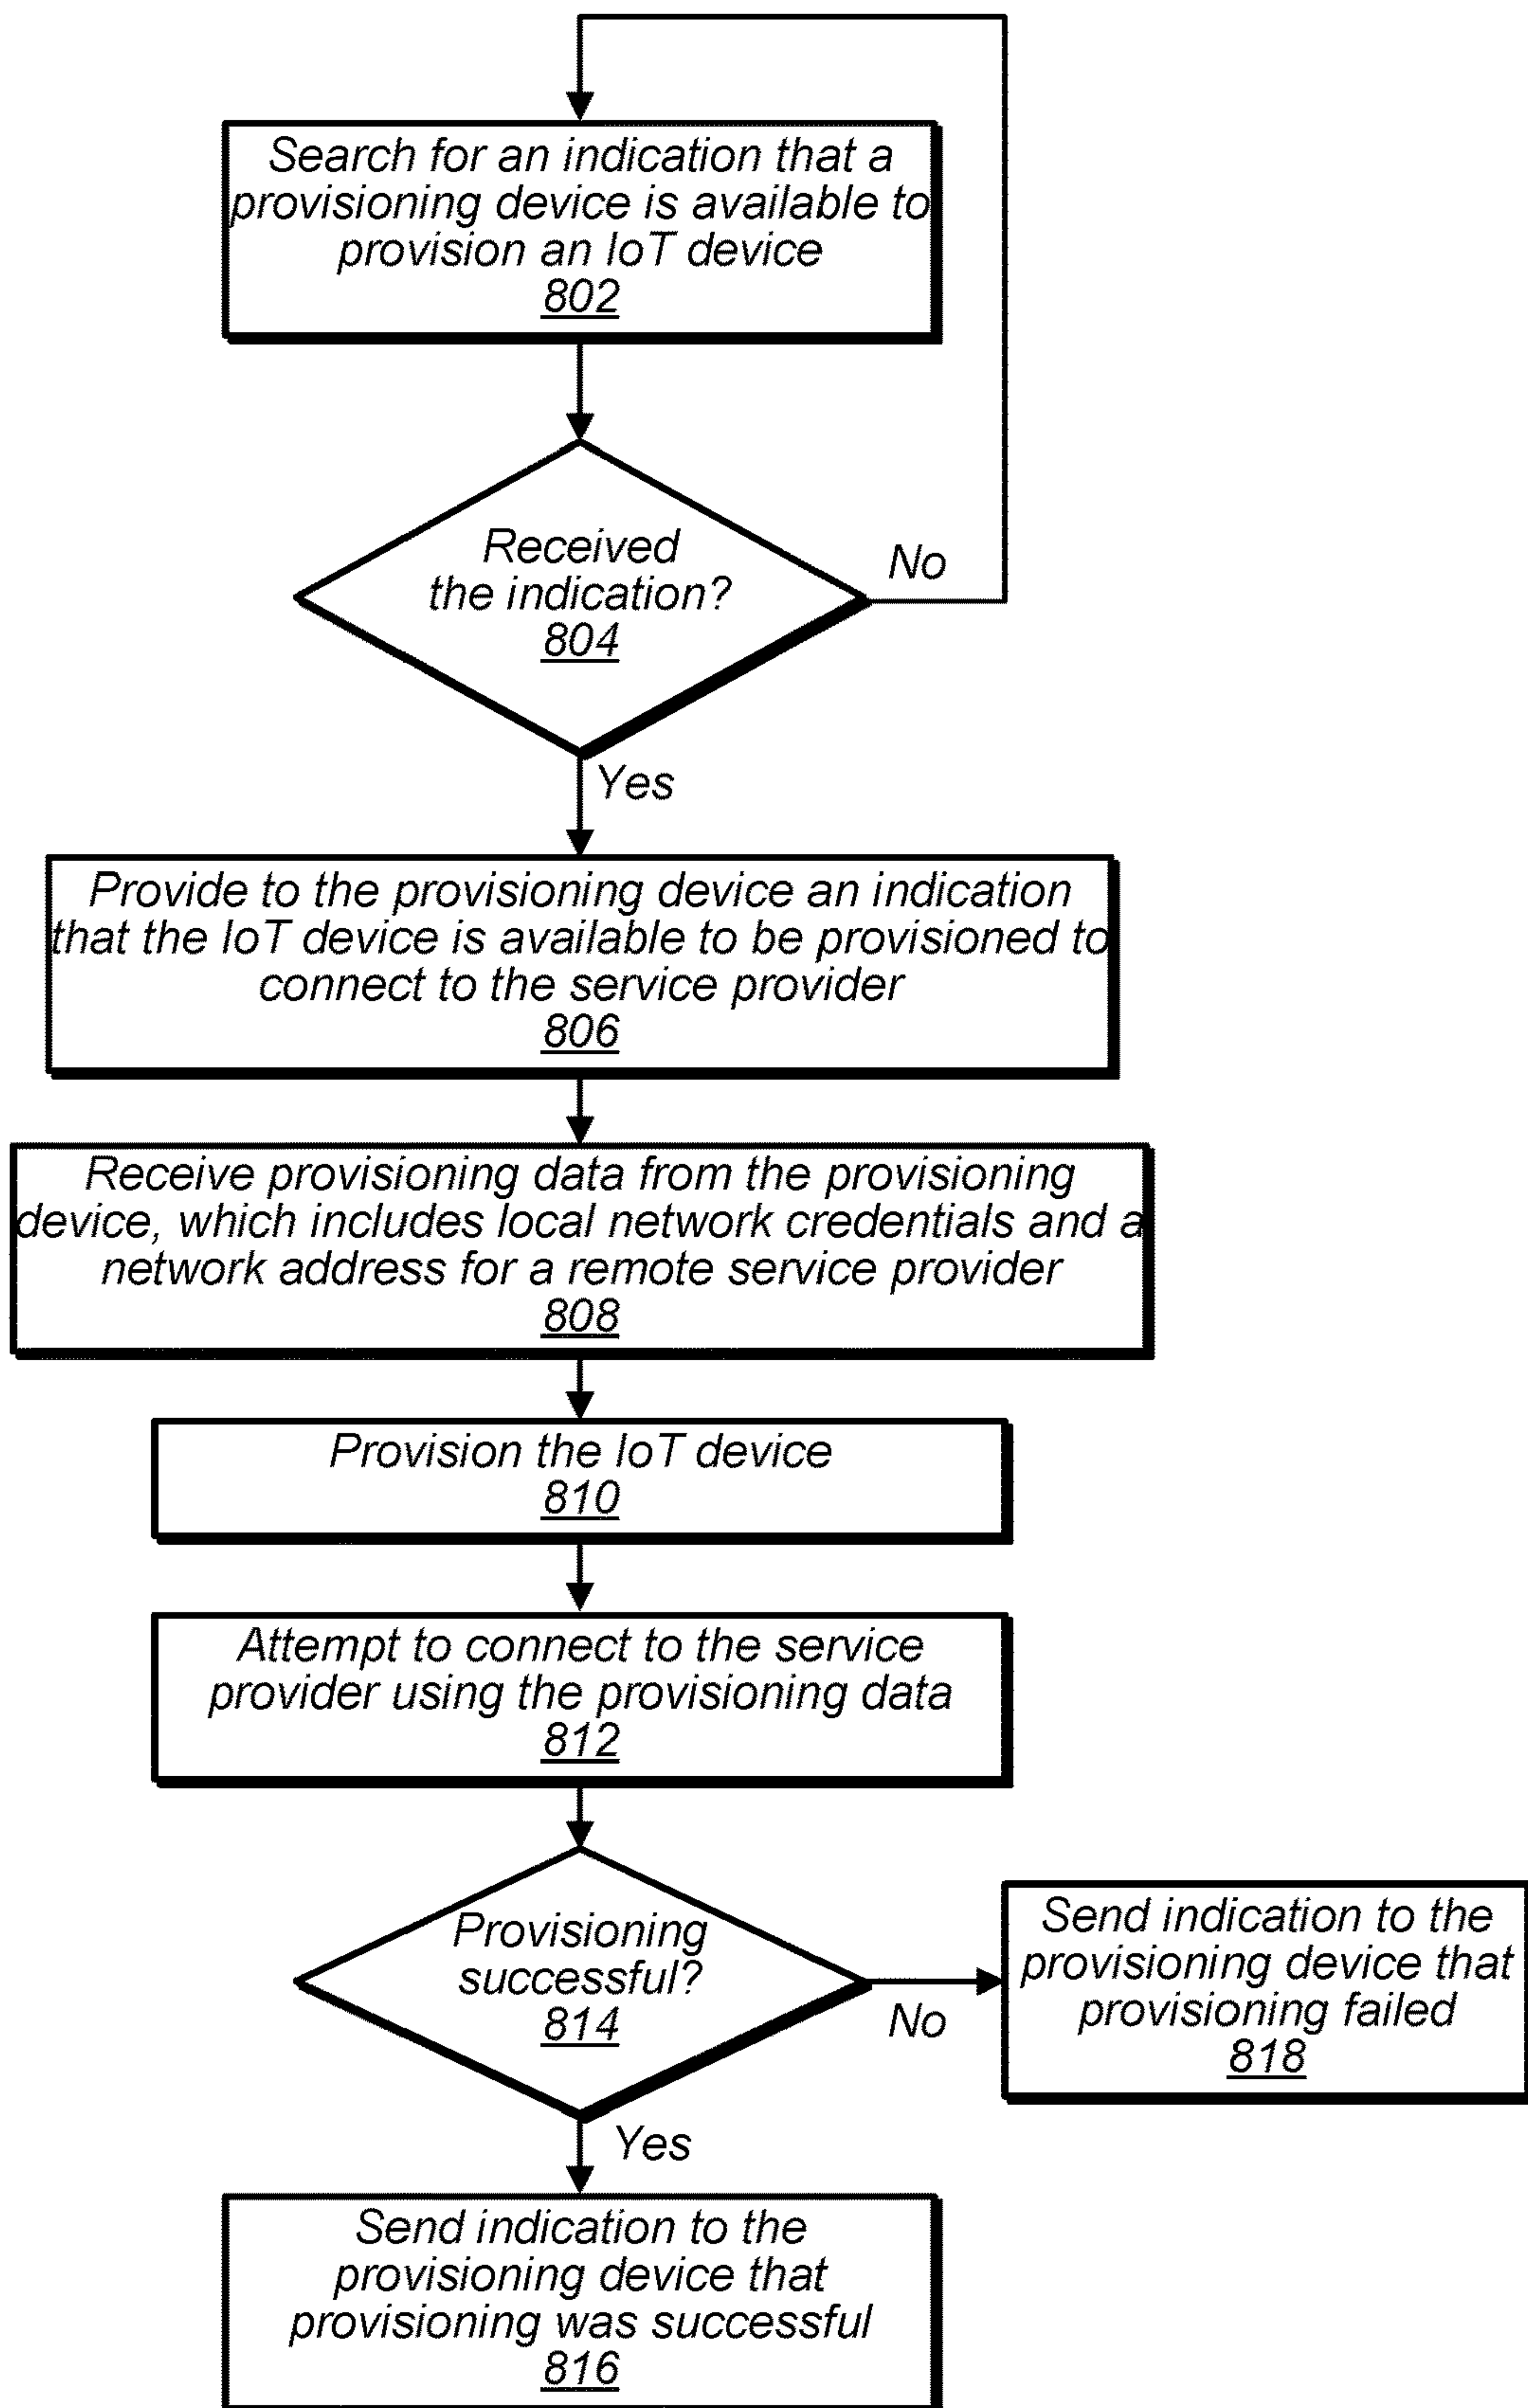 Search for an indication that a
provisioning device is available to
provision an IoT device
802
Received
the indication?
804
No
Yes
Provide to the provisioning device an indication
that the IoT device is available to be provisioned to
connect to the service provider
806
Receive provisioning data from the provisioning
device, which includes local network credentials and a
network address for a remote service provider
808
Provision the IoT device
810
Attempt to connect to the service
provider using the provisioning data
812
Provisioning
successful?
814
No
Send indication to the
provisioning device that
provisioning failed
818
Yes
Send indication to the
provisioning device that
provisioning was successful
816